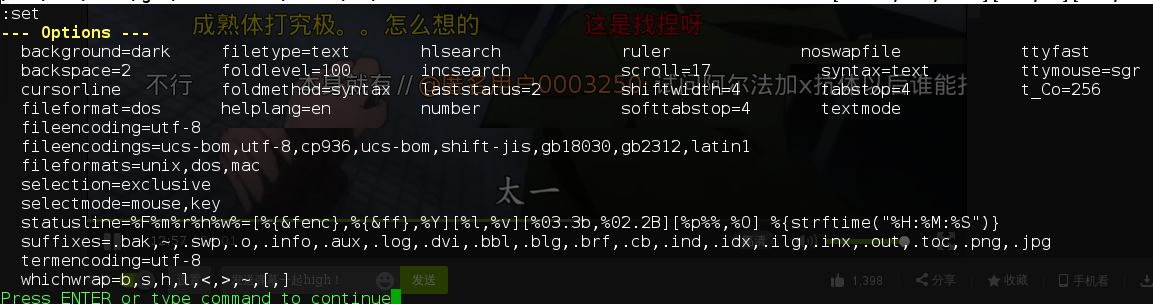 :set
成熟体打究极。。怎么想的 这是找捏呀
--- Options ---
background=dark filetype=text hlsearch ruler noswapfile ttyfast
backspace=2 foldlevel=100 incsearch scroll=17 syntax=text ttymouse=sgr
不行
cursorline foldmethod=syntax laststatus=2 shiftwidth=4 tabstop=4 t_Co=256
fileformat=dos helplang=en number softtabstop=4 textmode
fileencoding=utf-8
fileencodings=ucs-bom,utf-8,cp936,ucs-bom,shift-jis,gb18030,gb2312,latin1
fileformats=unix,dos,mac
selection=exclusive
selectmode=mouse,key
太一
statusline=%F%m%r%h%w%=[%{&fenc},%{&ff},%Y][%l,%v][%03.3b,%02.2B][%p%%,%O] %{strftime("%H:%M:%S")}
suffixes=.bak,~,.swp,.o,.info,.aux,.log,.dvi,.bbl,.blg,.brf,.cb,.ind,.idx,.ilg,.inx,.out,.toc,.png,.jpg
termencoding=utf-8
whichwrap=b,s,h,l,<,>,~,[,]
发送 1,398 分享 收藏 手机看
Press ENTER or type command to continue